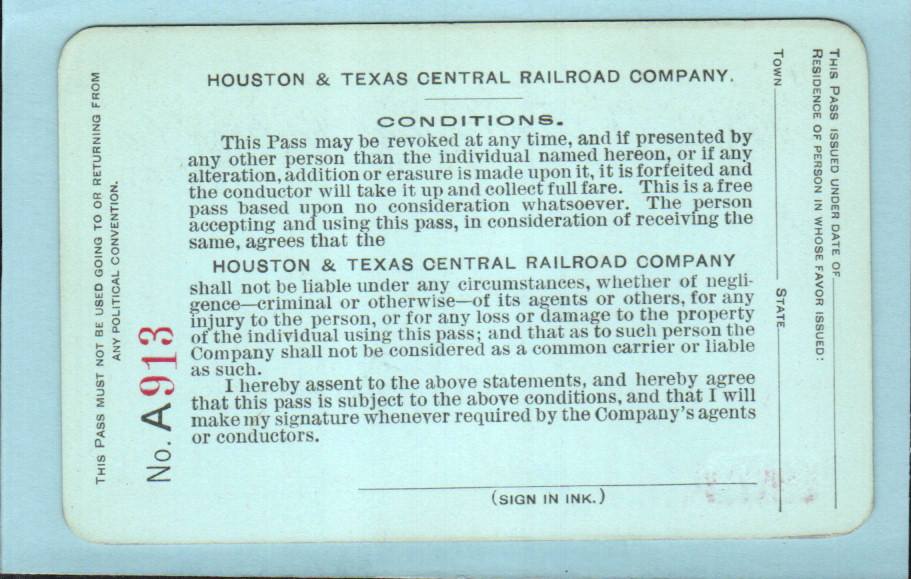 HOUSTON & TEXAS CENTRAL RAILROAD COMPANY.
CONDITIONS.
This Pass may be revoked at any time, and if presented by
any other person than the individual named hereon, or if any
alteration, addition or erasure is made upon it, it is forfeited and
the conductor will take it up and collect full fare. This is a free
pass based upon no consideration whatsoever. The person
accepting and using this pass, in consideration of receiving the
same, agrees that the
HOUSTON & TEXAS CENTRAL RAILROAD COMPANY
shall not be liable under any circumstances, whether of negli-
gence—criminal or otherwise—of its agents or others, for any
injury to the person, or for any loss or damage to the property
of the individual using this pass; and that as to such person the
Company shall not be considered as a common carrier or liable
as such.
I hereby assent to the above statements, and hereby agree
that this pass is subject to the above conditions, and that I will
make my signature whenever required by the Company's agents
or conductors.
(SIGN IN INK.)
THIS PASS MUST NOT BE USED GOING TO OR RETURNING FROM
ANY POLITICAL CONVENTION.
No. A913
THIS PASS ISSUED UNDER DATE OF
RESIDENCE OF PERSON IN WHOSE FAVOR ISSUED:
TOWN STATE